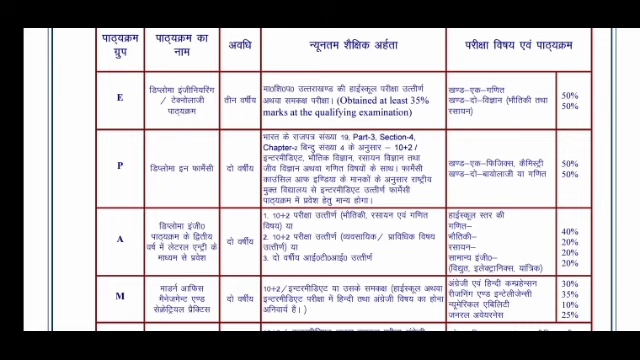 पाठ्यक्रम ग्रुप
पाठ्यक्रम का नाम
अवधि
न्यूनतम शैक्षिक अर्हता
परीक्षा विषय एवं पाठ्यक्रम
E
डिप्लोमा इंजीनियरिंग
/ टेक्नोलाजी
पाठ्यक्रम
तीन वर्षीय
मा0शि0प0 उत्तराखण्ड की हाईस्कूल परीक्षा उत्तीर्ण
अथवा समकक्ष परीक्षा। (Obtained at least 35%
marks at the qualifying examination)
खण्ड–एक–गणित 50%
खण्ड–दो–विज्ञान (भौतिकी तथा 50%
रसायन)
P
डिप्लोमा इन फार्मेसी
दो वर्षीय
भारत के राजपत्र संख्या 19, Part-3, Section-4,
Chapter-2 बिन्दु संख्या 4 के अनुसार – 10+2 /
इन्टरमीडिएट, भौतिक विज्ञान, रसायन विज्ञान तथा
जीव विज्ञान अथवा गणित विषयों के साथ। फार्मेसी
काउंसिल आफ इण्डिया के मानकों के अनुसार राष्ट्रीय
मुक्त विद्यालय से इन्टरमीडिएट उत्तीर्ण फार्मेसी
पाठ्यक्रम में प्रवेश हेतु मान्य होगा।
खण्ड–एक–फिजिक्स, कैमिस्ट्री 50%
खण्ड–दो–बायोलाजी या गणित 50%
A
डिप्लोमा इंजी0
पाठ्यक्रम के द्वितीय
वर्ष में लेटरल एन्ट्री के
माध्यम से प्रवेश
दो वर्षीय
1. 10+2 परीक्षा उत्तीर्ण (भौतिकी, रसायन एवं गणित
विषय) या
2. 10+2 परीक्षा उत्तीर्ण (व्यवसायिक/ प्राविधिक विषय
उत्तीर्ण) या
3. दो वर्षीय आई0टी0आई0 उत्तीर्ण
हाईस्कूल स्तर की
गणित– 40%
भौतिकी– 20%
रसायन– 20%
सामान्य इंजी0– 20%
(विद्युत, इलेक्ट्रानिक्स, यांत्रिक)
M
मार्डन आफिस
मैनेजमेन्ट एण्ड
सेक्रेट्रियल प्रैक्टिस
दो वर्षीय
10+2/इन्टरमीडिएट या उसके समकक्ष (हाईस्कूल अथवा
इन्टरमीडिएट परीक्षा में हिन्दी तथा अंग्रेजी विषय का होना
अनिवार्य है।)
अंग्रेजी एवं हिन्दी कम्प्रहेन्सन 30%
रीजनिंग एण्ड इन्टेलीजेन्सी 35%
न्यूमेरिकल एबिलिटी 10%
जनरल अवेयरनेस 25%